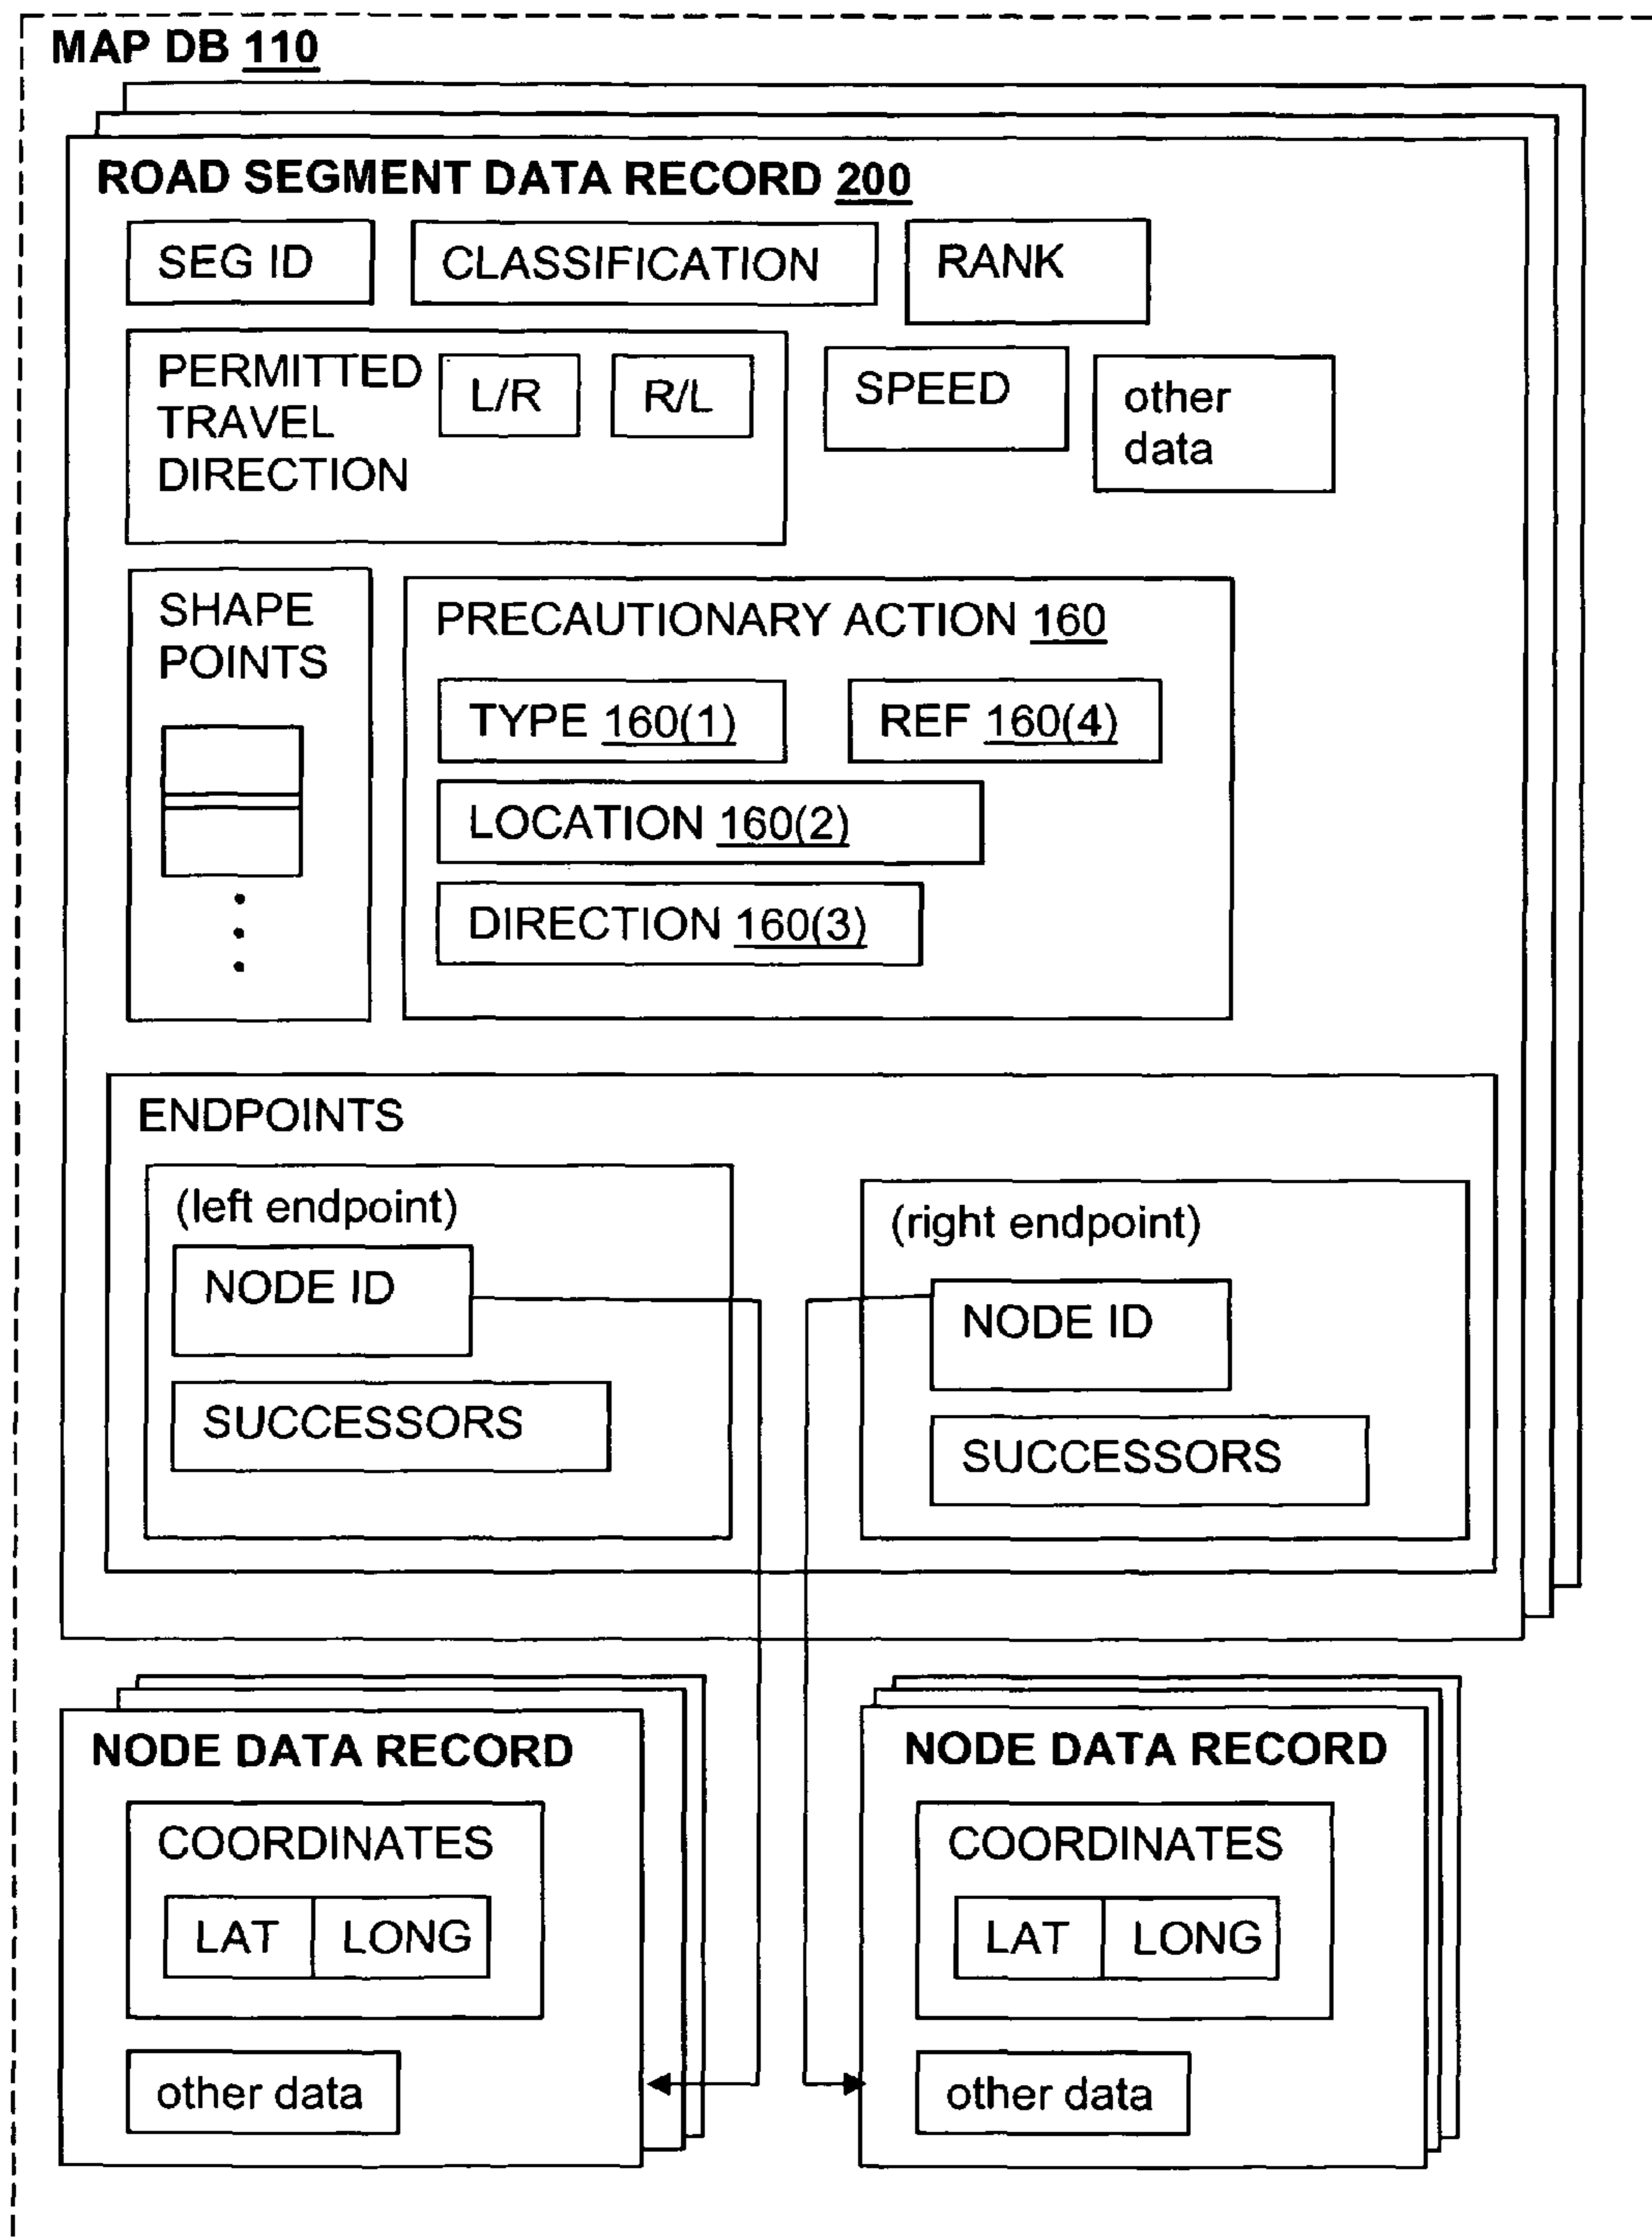 MAP DB 110
ROAD SEGMENT DATA RECORD 200
SEG ID
CLASSIFICATION
RANK
PERMITTED
TRAVEL
DIRECTION
L/R
R/L
SPEED
other
data
SHAPE
POINTS
PRECAUTIONARY ACTION 160
TYPE 160(1)
REF 160(4)
LOCATION 160(2)
DIRECTION 160(3)
ENDPOINTS
(left endpoint)
NODE ID
SUCCESSORS
(right endpoint)
NODE ID
SUCCESSORS
NODE DATA RECORD
COORDINATES
LAT
LONG
other data
NODE DATA RECORD
COORDINATES
LAT
LONG
other data